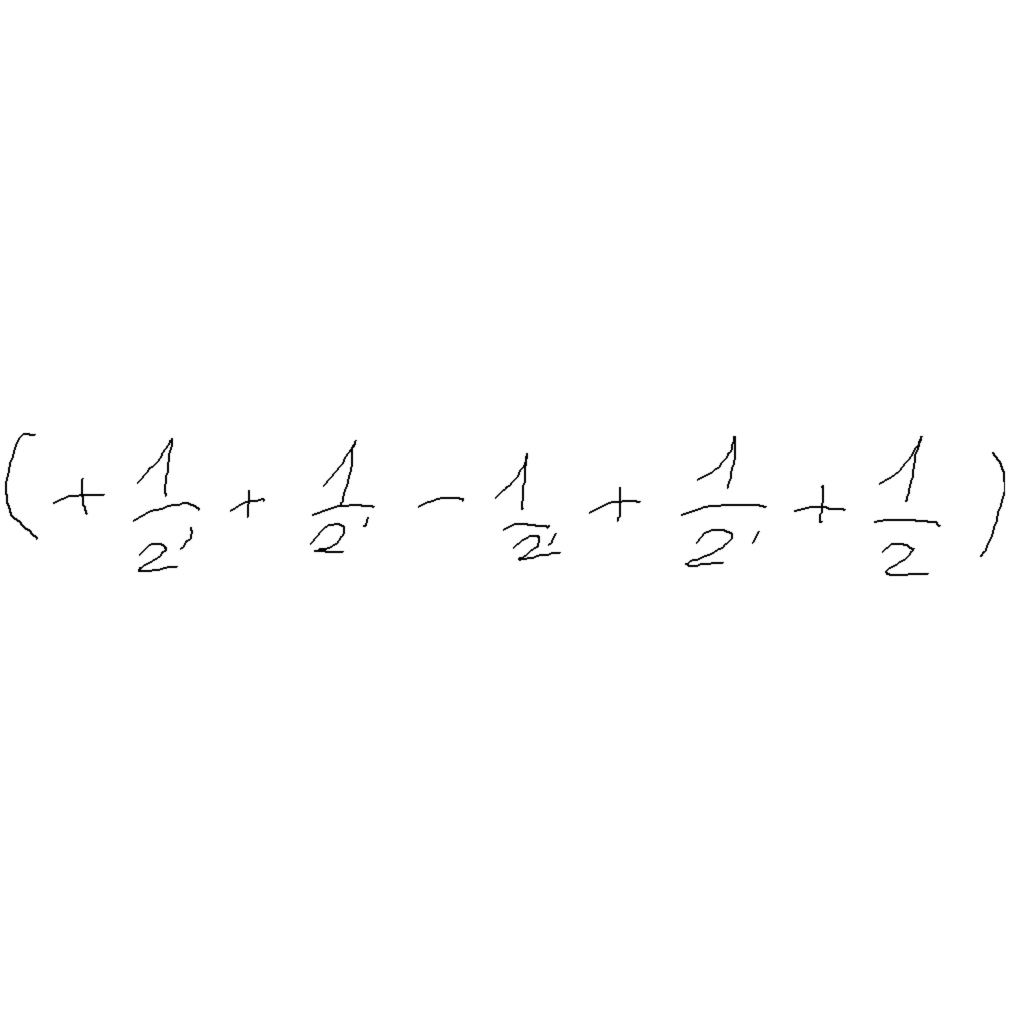 ( + 1/2' + 1/2' - 1/2' + 1/2' + 1/2 )